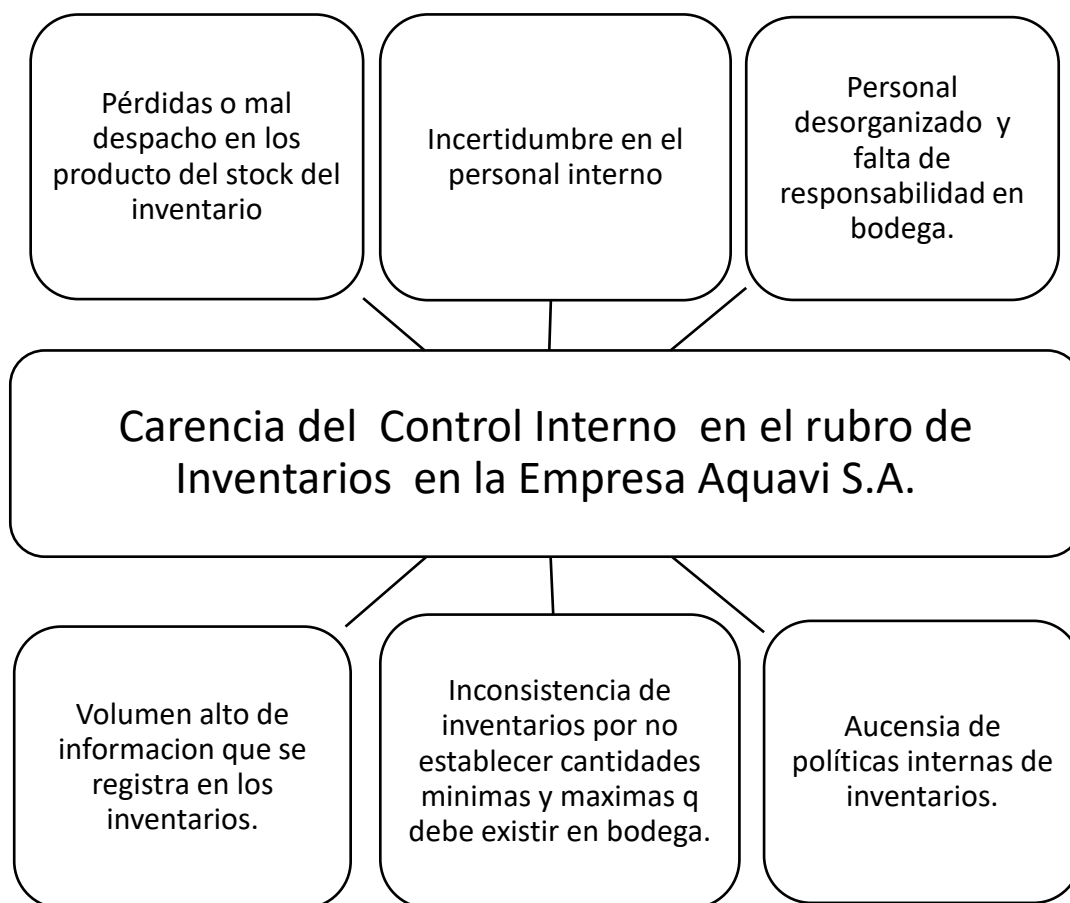 Pérdidas o mal
despacho en los
producto del stock del
inventario
Incertidumbre en el
personal interno
Personal
desorganizado y
falta de
responsabilidad en
bodega.
Carencia del Control Interno en el rubro de
Inventarios en la Empresa Aquavi S.A.
Volumen alto de
informacion que se
registra en los
inventarios.
Inconsistencia de
inventarios por no
establecer cantidades
minimas y maximas q
debe existir en bodega.
Aucensia de
políticas internas de
inventarios.